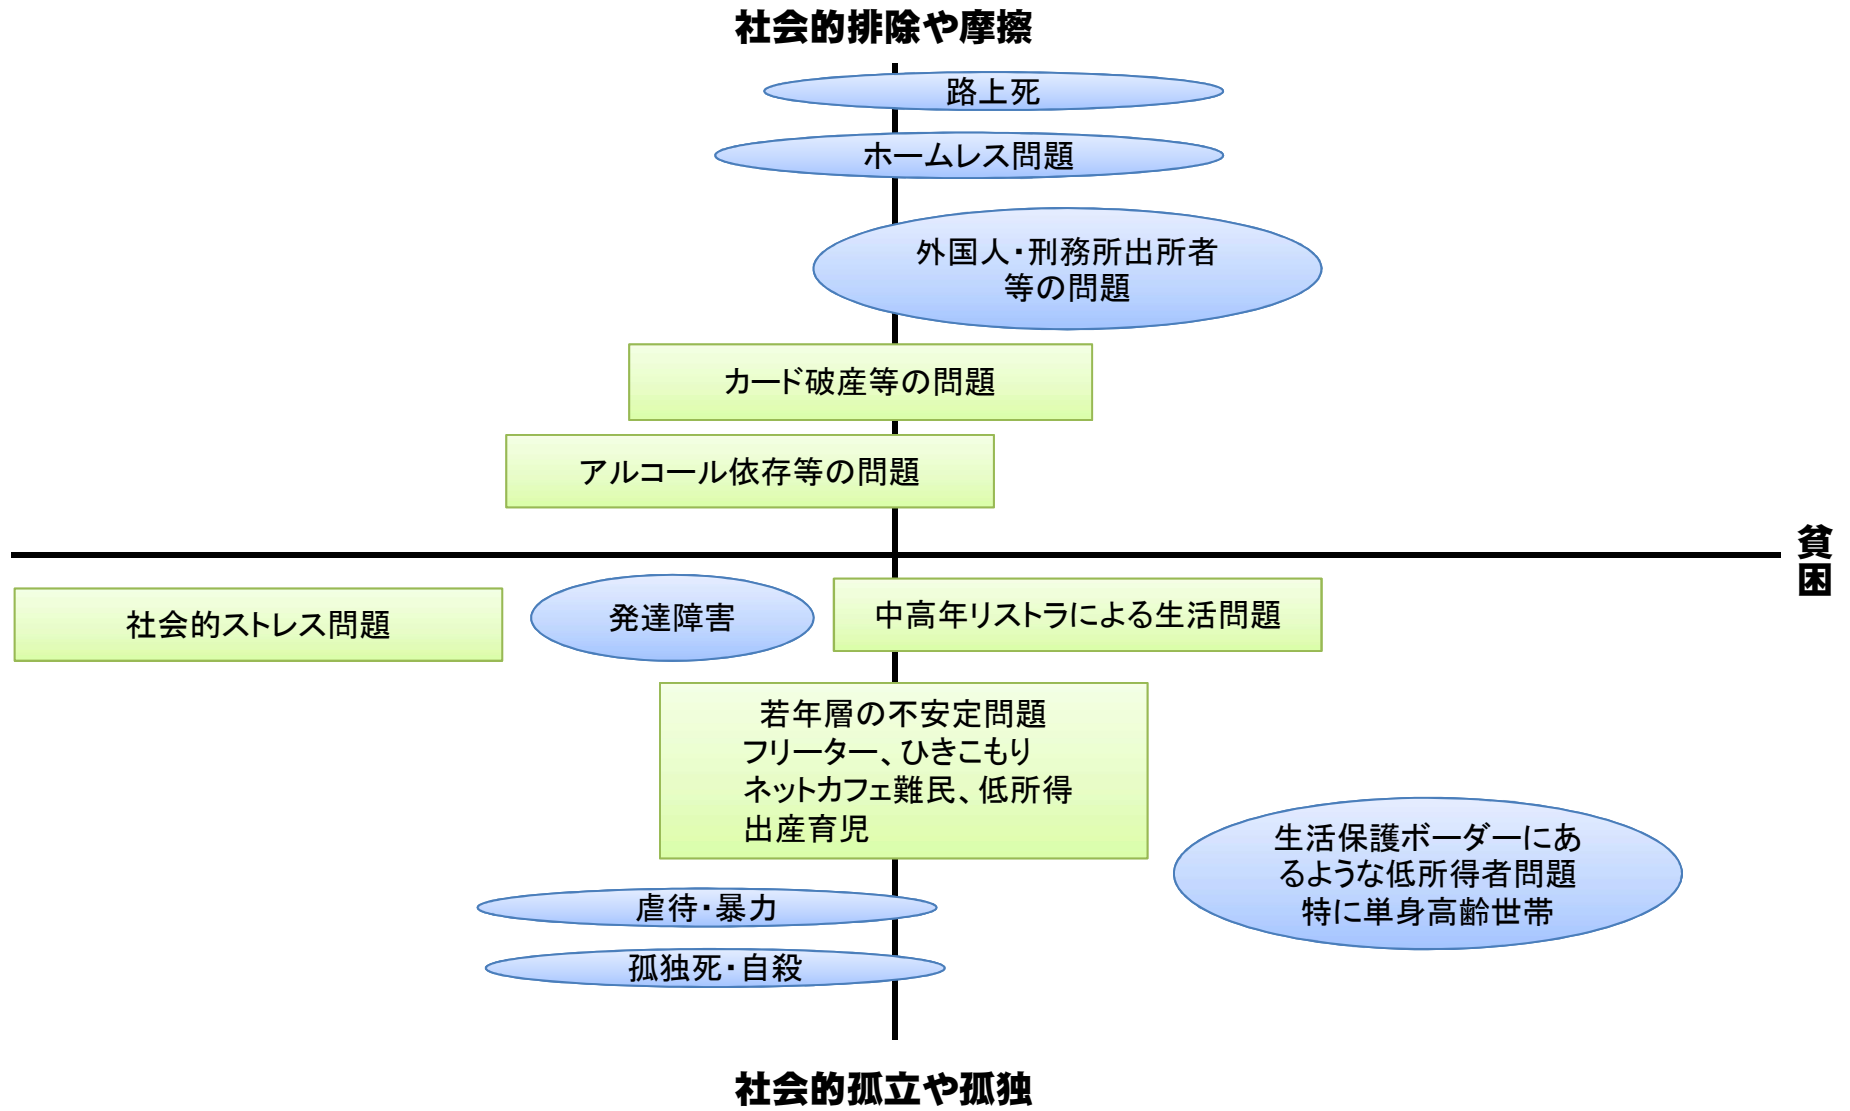 社会的排除や摩擦
路上死
ホームレス問題
外国人・刑務所出所者
等の問題
カード破産等の問題
アルコール依存等の問題
貧困
社会的ストレス問題
発達障害
中高年リストラによる生活問題
若年層の不安定問題
フリーター、ひきこもり
ネットカフェ難民、低所得
出産育児
生活保護ボーダーにあ
るような低所得者問題
特に単身高齢世帯
虐待・暴力
孤独死・自殺
社会的孤立や孤独